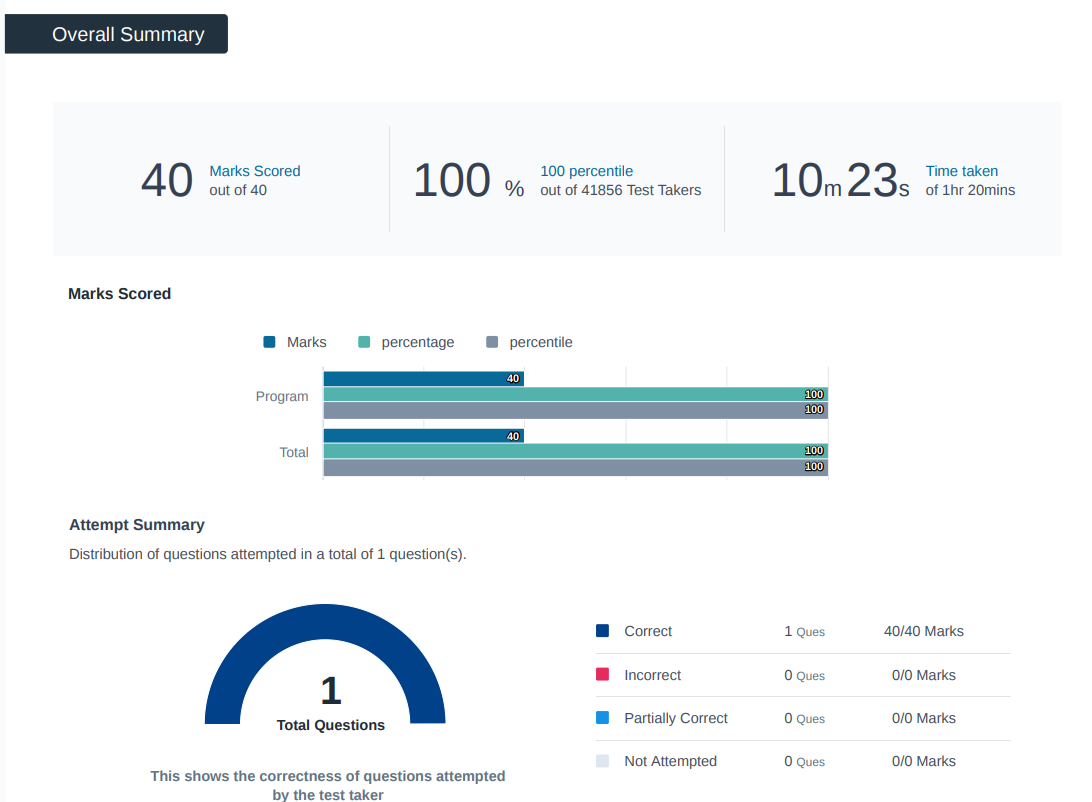 Overall Summary
40 Marks Scored
out of 40
100 % 100 percentile
out of 41856 Test Takers
10m 23s Time taken
of 1hr 20mins
Marks Scored
Marks percentage percentile
Program 40
100
100
Total 40
100
100
Attempt Summary
Distribution of questions attempted in a total of 1 question(s).
1
Total Questions
This shows the correctness of questions attempted
by the test taker
Correct 1 Ques 40/40 Marks
Incorrect 0 Ques 0/0 Marks
Partially Correct 0 Ques 0/0 Marks
Not Attempted 0 Ques 0/0 Marks